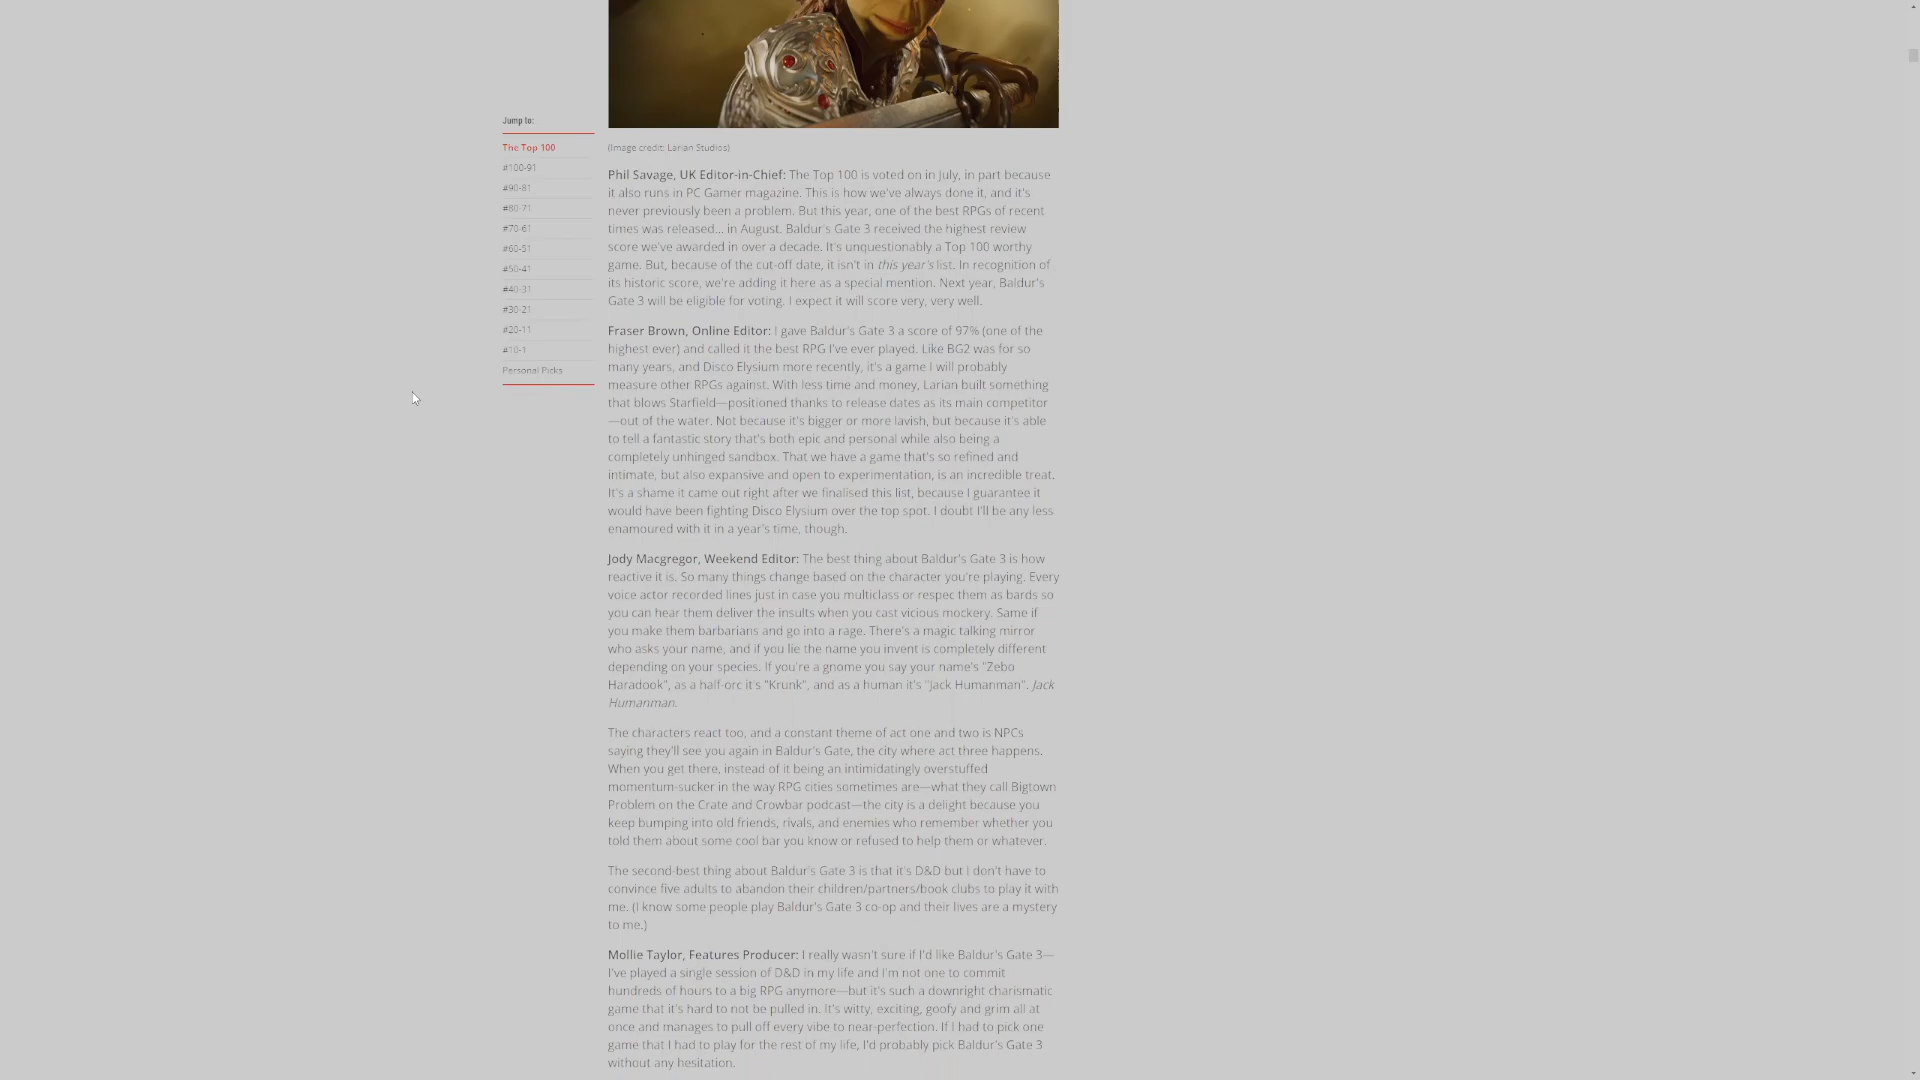 Jump to:
The Top 100
#100-91
#90-81
#80-71
#70-61
#60-51
#50-41
#40-31
#30-21
#20-11
#10-1
Personal Picks
(Image credit: Larian Studios)
Phil Savage, UK Editor-in-Chief: The Top 100 is voted on in July, in part because
it also runs in PC Gamer magazine. This is how we've always done it, and it's
never previously been a problem. But this year, one of the best RPGs of recent
times was released... in August. Baldur's Gate 3 received the highest review
score we've awarded in over a decade. It's unquestionably a Top 100 worthy
game. But, because of the cut-off date, it isn't in this year's list. In recognition of
its historic score, we're adding it here as a special mention. Next year, Baldur's
Gate 3 will be eligible for voting. I expect it will score very, very well.
Fraser Brown, Online Editor: I gave Baldur's Gate 3 a score of 97% (one of the
highest ever) and called it the best RPG I've ever played. Like BG2 was for so
many years, and Disco Elysium more recently, it's a game I will probably
measure other RPGs against. With less time and money, Larian built something
that blows Starfield—positioned thanks to release dates as its main competitor
—out of the water. Not because it's bigger or more lavish, but because it's able
to tell a fantastic story that's both epic and personal while also being a
completely unhinged sandbox. That we have a game that's so refined and
intimate, but also expansive and open to experimentation, is an incredible treat.
It's a shame it came out right after we finalised this list, because I guarantee it
would have been fighting Disco Elysium over the top spot. I doubt I'll be any less
enamoured with it in a year's time, though.
Jody Macgregor, Weekend Editor: The best thing about Baldur's Gate 3 is how
reactive it is. So many things change based on the character you're playing. Every
voice actor recorded lines just in case you multiclass or respec them as bards so
you can hear them deliver the insults when you cast vicious mockery. Same if
you make them barbarians and go into a rage. There's a magic talking mirror
who asks your name, and if you lie the name you invent is completely different
depending on your species. If you're a gnome you say your name's "Zebo
Haradook", as a half-orc it's "Krunk", and as a human it's "Jack Humanman". Jack
Humanman.
The characters react too, and a constant theme of act one and two is NPCs
saying they'll see you again in Baldur's Gate, the city where act three happens.
When you get there, instead of it being an intimidatingly overstuffed
momentum-sucker in the way RPG cities sometimes are—what they call Bigtown
Problem on the Crate and Crowbar podcast—the city is a delight because you
keep bumping into old friends, rivals, and enemies who remember whether you
told them about some cool bar you know or refused to help them or whatever.
The second-best thing about Baldur's Gate 3 is that it's D&D but I don't have to
convince five adults to abandon their children/partners/book clubs to play it with
me. (I know some people play Baldur's Gate 3 co-op and their lives are a mystery
to me.)
Mollie Taylor, Features Producer: I really wasn't sure if I'd like Baldur's Gate 3—
I've played a single session of D&D in my life and I'm not one to commit
hundreds of hours to a big RPG anymore—but it's such a downright charismatic
game that it's hard to not be pulled in. It's witty, exciting, goofy and grim all at
once and manages to pull off every vibe to near-perfection. If I had to pick one
game that I had to play for the rest of my life, I'd probably pick Baldur's Gate 3
without any hesitation.